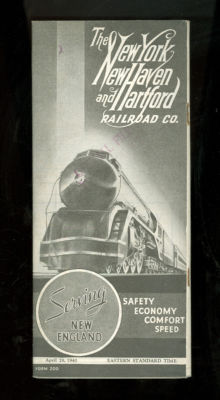 The New York
New Haven
and Hartford
RAILROAD CO.
Serving
NEW
ENGLAND
SAFETY
ECONOMY
COMFORT
SPEED
EASTERN STANDARD TIME
FORM 200